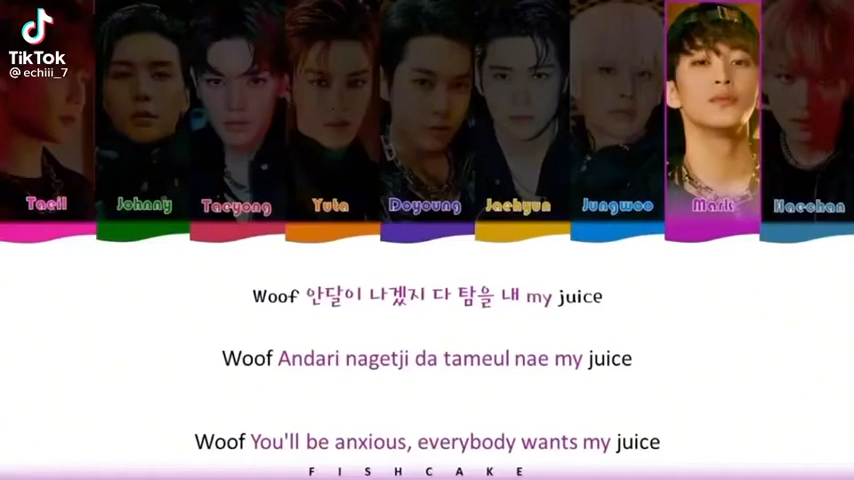 TikTok
@echiii_7
Taeil Johnny Taeyong Yuta Doyoung Jaehyun Jungwoo Mark Haechan
Woof 안달이 나겠지 다 탐을 내 my juice
Woof Andari nagetji da tameul nae my juice
Woof You'll be anxious, everybody wants my juice
FISHCAKE